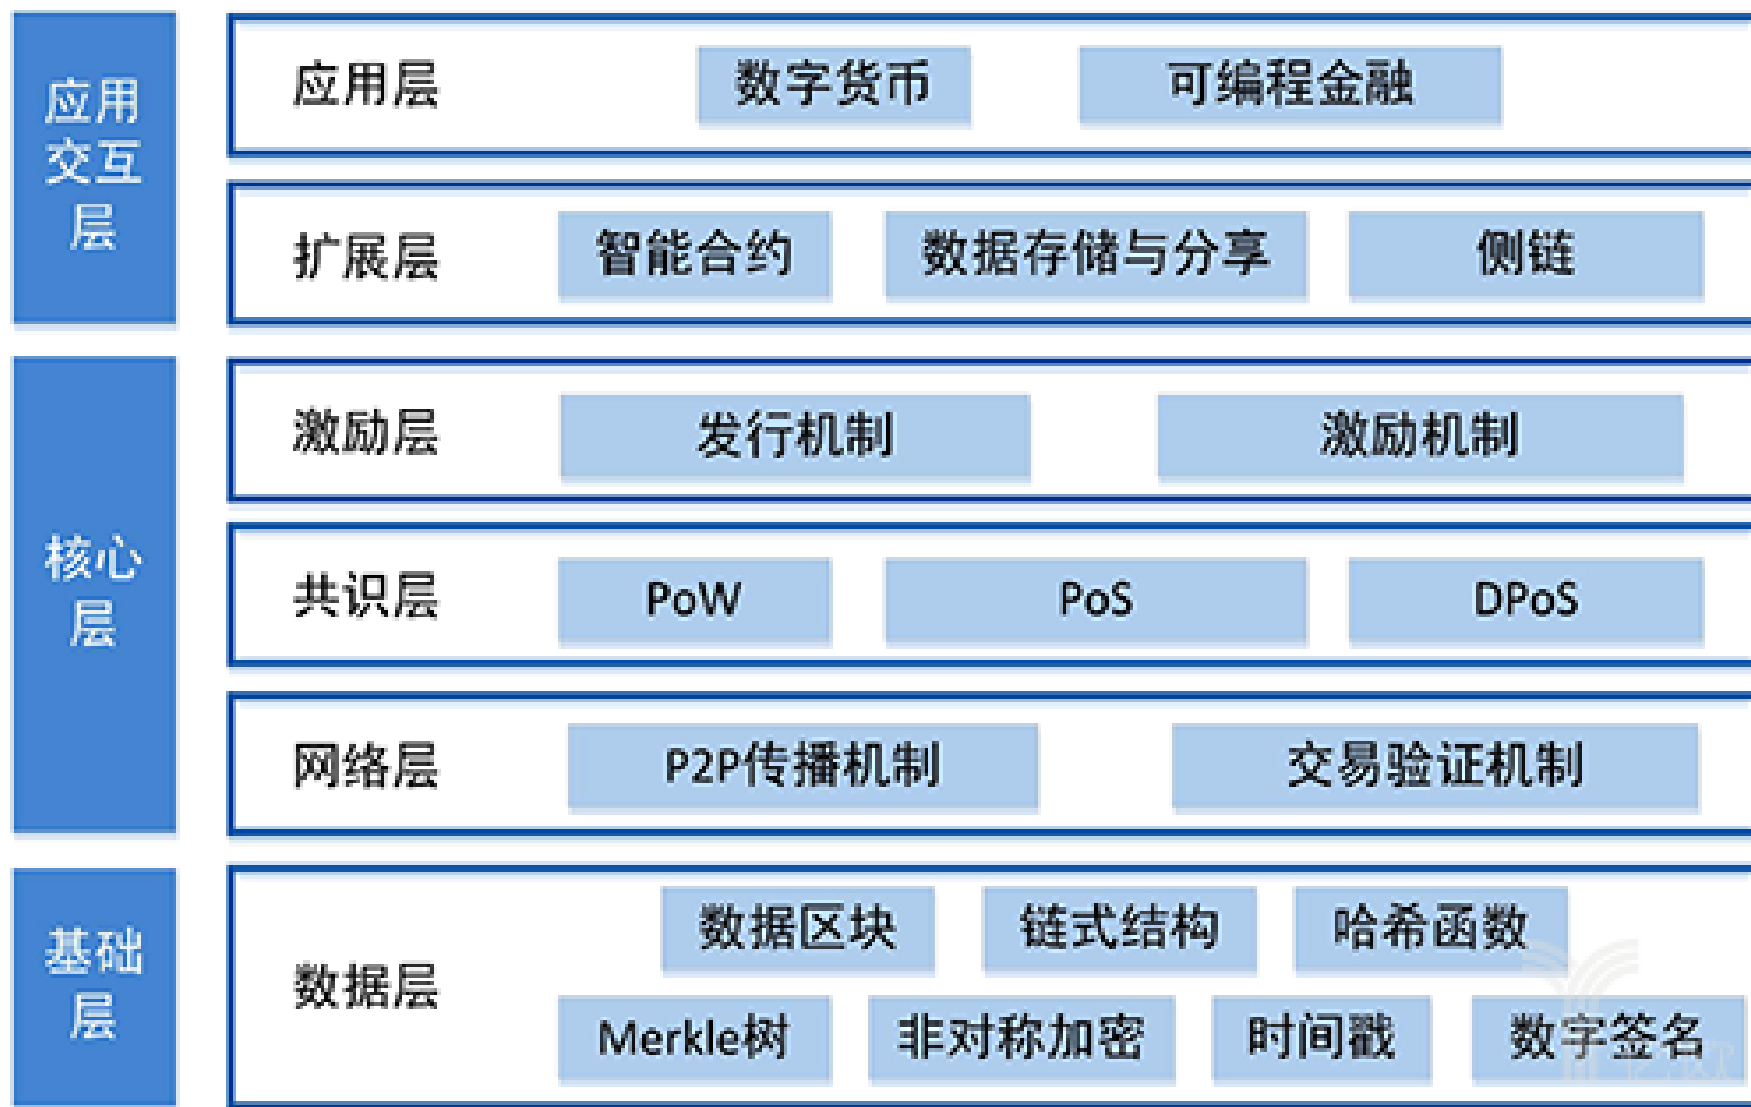 应用
交互
层
应用层 数字货币 可编程金融
扩展层 智能合约 数据存储与分享 侧链
核心
层
激励层 发行机制 激励机制
共识层 PoW PoS DPoS
网络层 P2P传播机制 交易验证机制
基础
层
数据层
数据区块 链式结构 哈希函数
Merkle树 非对称加密 时间戳 数字签名